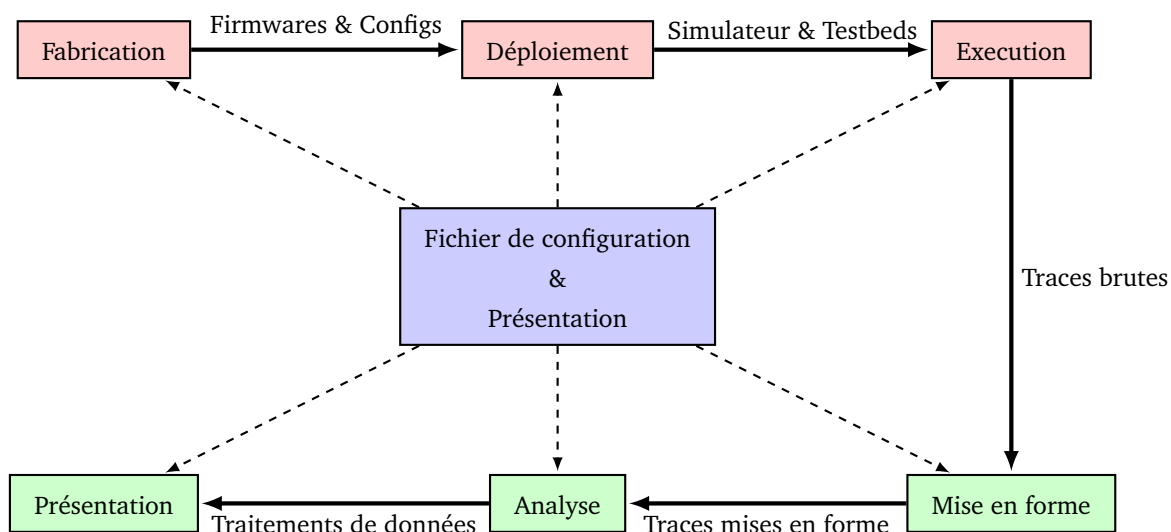 Fabrication
Firmwares & Configs
Déploiement
Simulateur & Testbeds
Execution
Fichier de configuration
&
Présentation
Traces brutes
Présentation
Traitements de données
Analyse
Traces mises en forme
Mise en forme